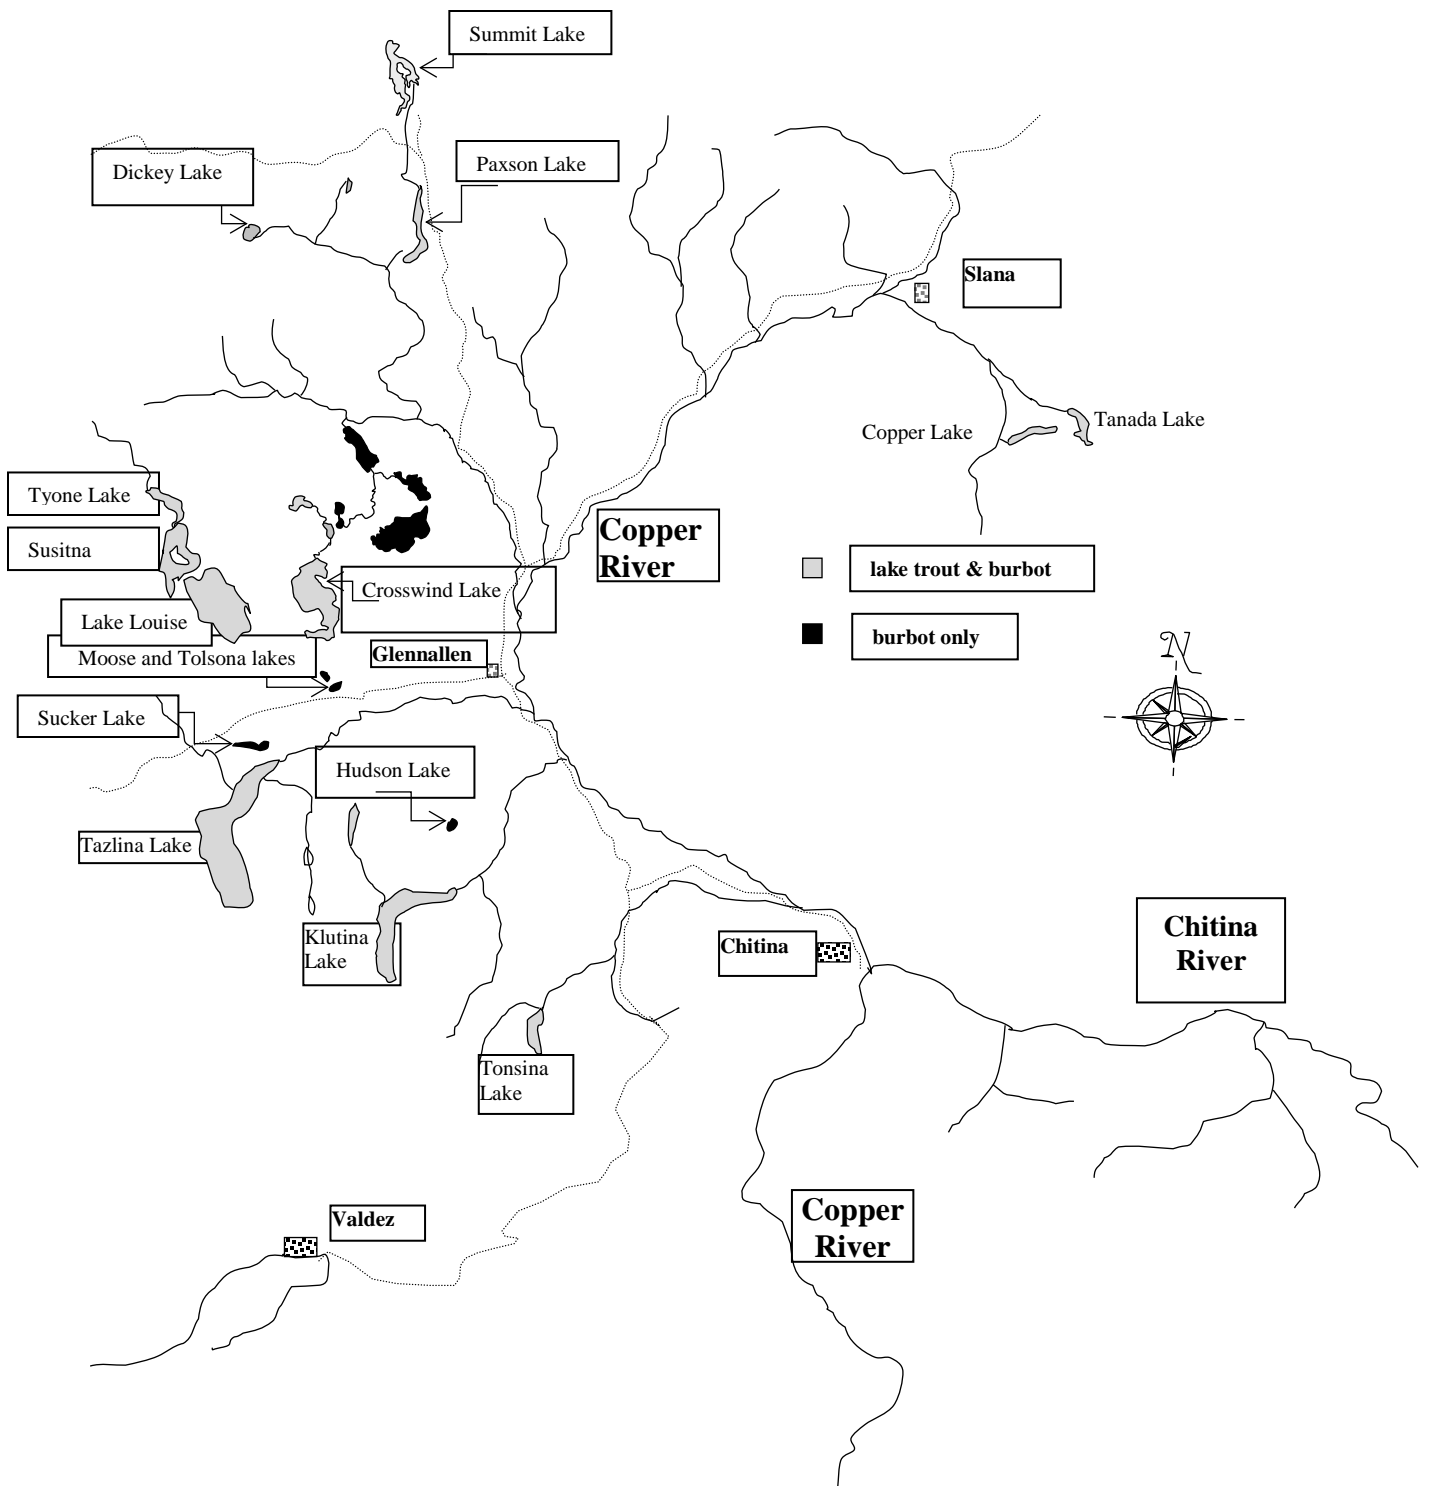 Summit Lake
Dickey Lake
Paxson Lake
Slana
Copper Lake
Tanada Lake
Tyone Lake
Susitna
Copper
River
lake trout & burbot
Crosswind Lake
Lake Louise
burbot only
Moose and Tolsona lakes
Glennallen
N
Sucker Lake
Hudson Lake
Tazlina Lake
Klutina
Lake
Chitina
Chitina
River
Tonsina
Lake
Valdez
Copper
River